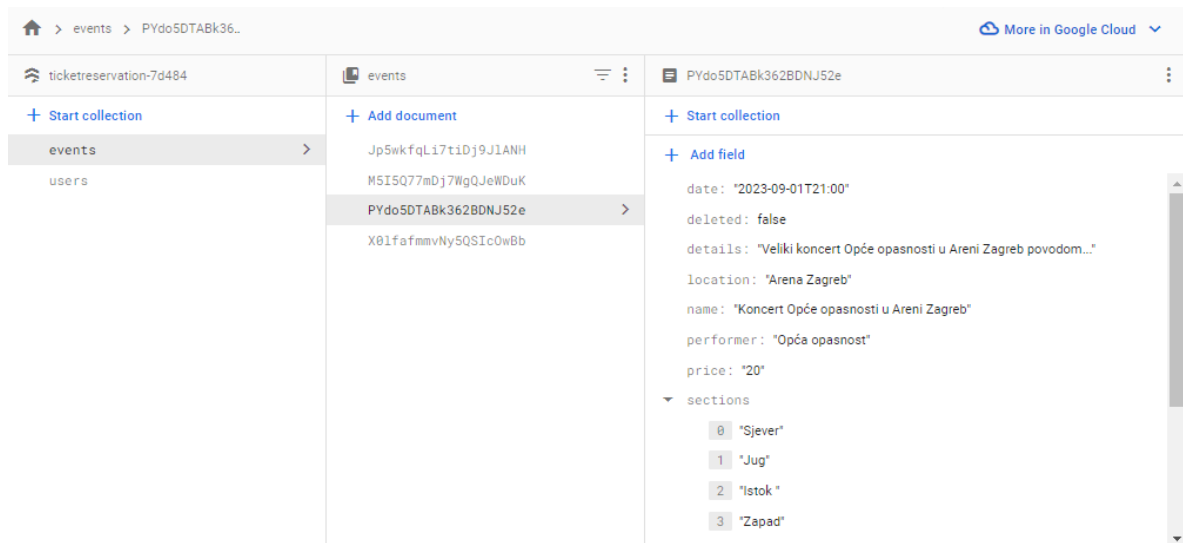 events > PYdo5DTABk36…
More in Google Cloud
ticketreservation-7d484
events
PYdo5DTABk362BDNJ52e
+ Start collection
+ Add document
+ Start collection
events
users
Jp5wkfqLi7tiDj9JlANH
M5I5Q77mDj7WgQJeWDuK
PYdo5DTABk362BDNJ52e
X0lfafmmvNy5QSIcOwBb
+ Add field
date: "2023-09-01T21:00"
deleted: false
details: "Veliki koncert Opće opasnosti u Areni Zagreb povodom..."
location: "Arena Zagreb"
name: "Koncert Opće opasnosti u Areni Zagreb"
performer: "Opća opasnost"
price: "20"
sections
0 "Sjever"
1 "Jug"
2 "Istok "
3 "Zapad"